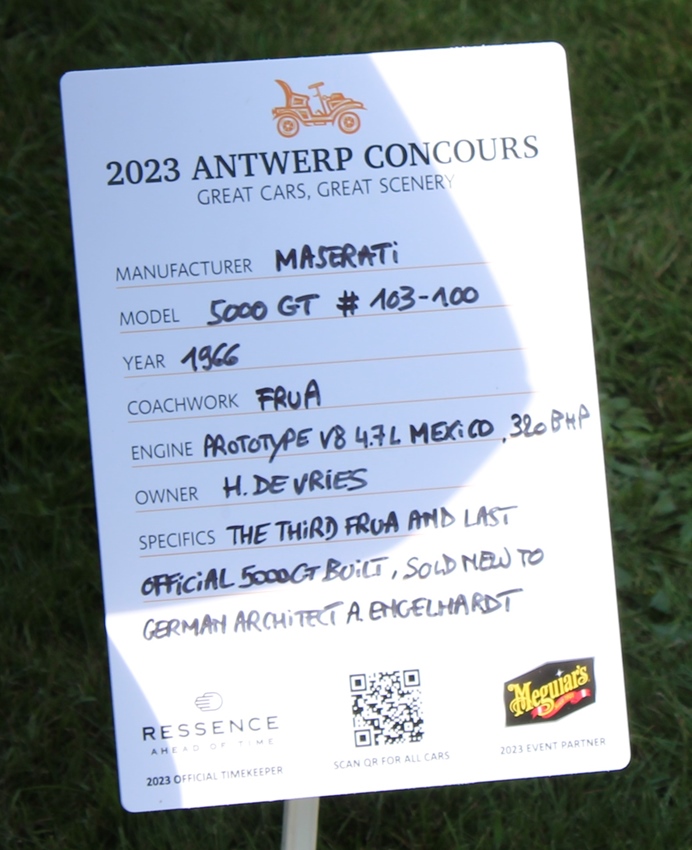 2023 ANTWERP CONCOURS
GREAT CARS, GREAT SCENERY
MANUFACTURER MASERATi
MODEL 5000 GT # 103-100
YEAR 1966
COACHWORK FRUA
ENGINE PROTOTYPE V8 4.7L MEXiCO, 320 BHP
OWNER H. DE VRiES
SPECIFICS THE THiRD FRUA AND LAST
OFFiCiAL 5000GT BUiLT, SOLD NEW TO
GERMAN ARCHiTECT A. ENGELHARDT
RESSENCE
AHEAD OF TIME
2023 OFFICIAL TIMEKEEPER
SCAN QR FOR ALL CARS
Meguiar's
2023 EVENT PARTNER